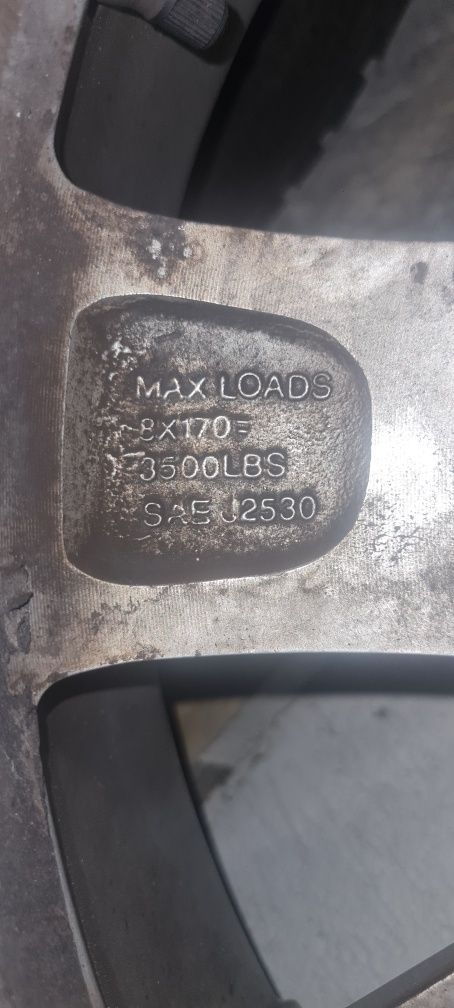 MAX LOADS
8X170=
3500LBS
SAE J2530